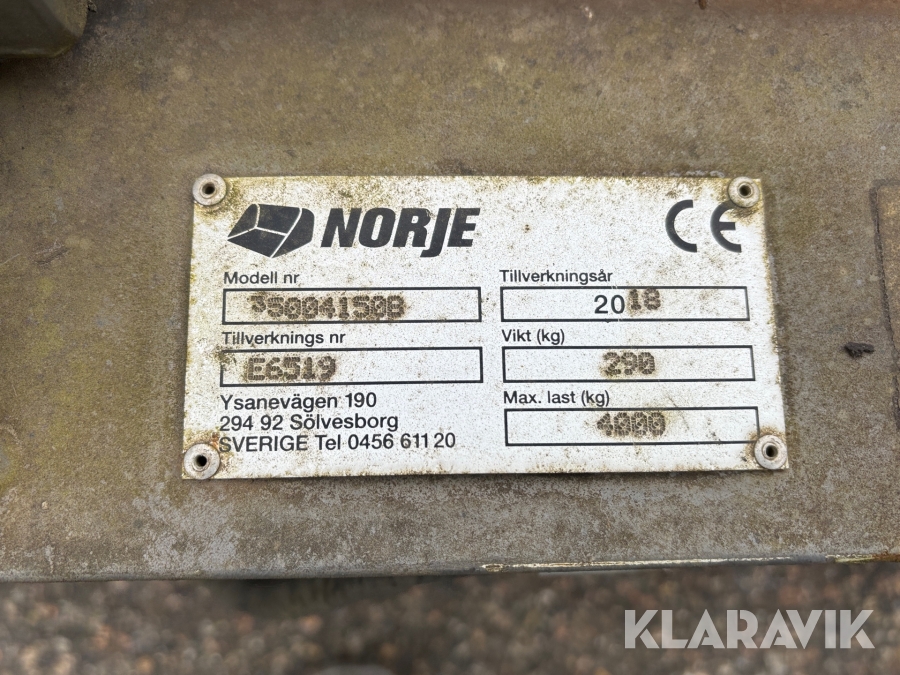 NORJE
CE
Modell nr
350041508
Tillverkningsår
2018
Tillverknings nr
E6519
Vikt (kg)
290
Max. last (kg)
4000
Ysanevägen 190
294 92 Sölvesborg
SVERIGE Tel 0456 611 20
KLARAVIK